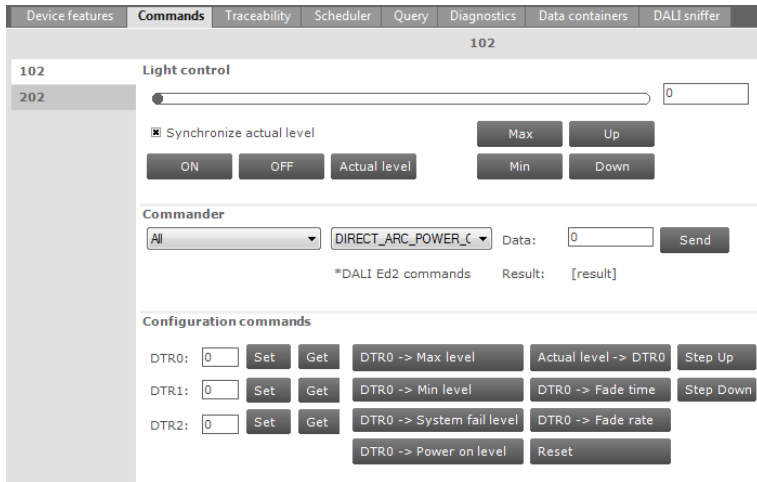 Device features Commands Traceability Scheduler Query Diagnostics Data containers DALI sniffer
102
102
202
Light control
0
Synchronize actual level
Max Up
ON OFF Actual level Min Down
Commander
All DIRECT_ARC_POWER_C Data: 0 Send
*DALI Ed2 commands Result: [result]
Configuration commands
DTR0: 0 Set Get DTR0 -> Max level Actual level -> DTR0 Step Up
DTR1: 0 Set Get DTR0 -> Min level DTR0 -> Fade time Step Down
DTR2: 0 Set Get DTR0 -> System fail level DTR0 -> Fade rate
DTR0 -> Power on level Reset